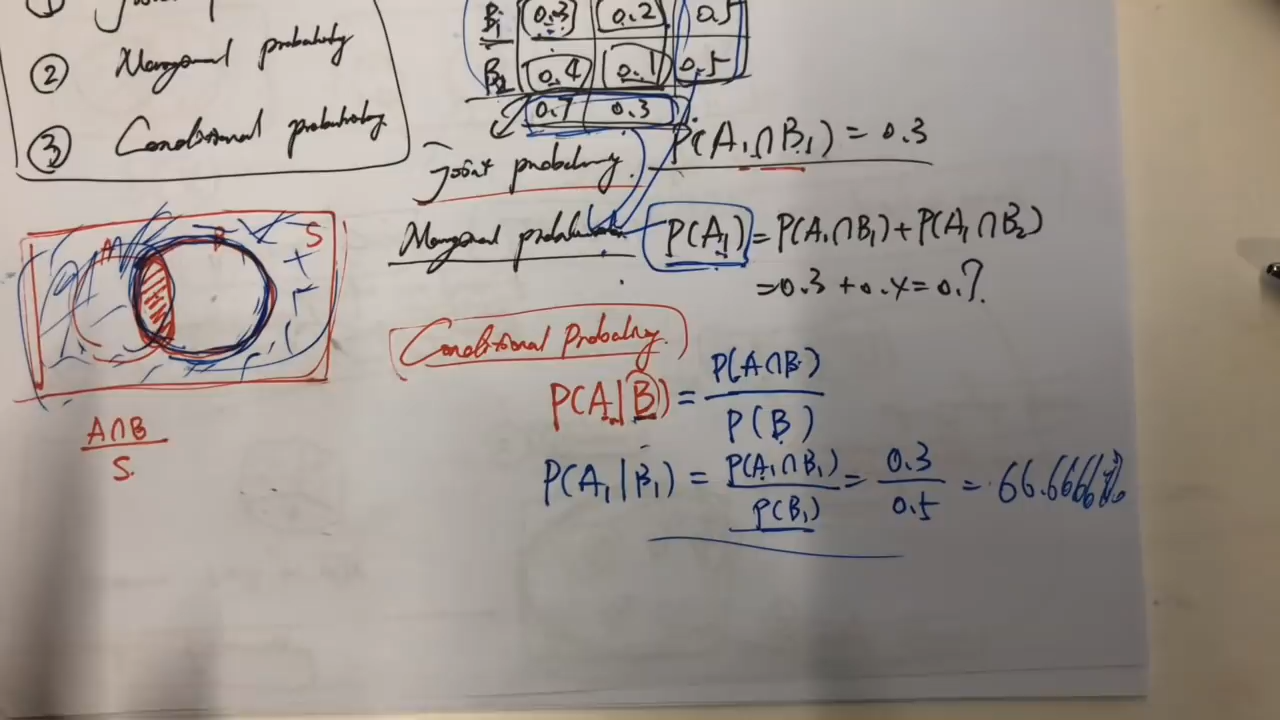 ①
② Marginal probability
③ Conditional probability
B₁ 0.3 0.2 0.5
B₂ 0.4 0.1 0.5
0.7 0.3
Joint probability. P(A₁∩B₁) = 0.3
Marginal probability P(A₁) = P(A₁∩B₁) + P(A₁∩B₂)
= 0.3 + 0.4 = 0.7.
A B S
A∩B
S.
Conditional Probability.
P(A|B) = P(A∩B)
P(B)
P(A₁|B₁) = P(A₁∩B₁) = 0.3 = 66.666%
P(B₁) 0.5